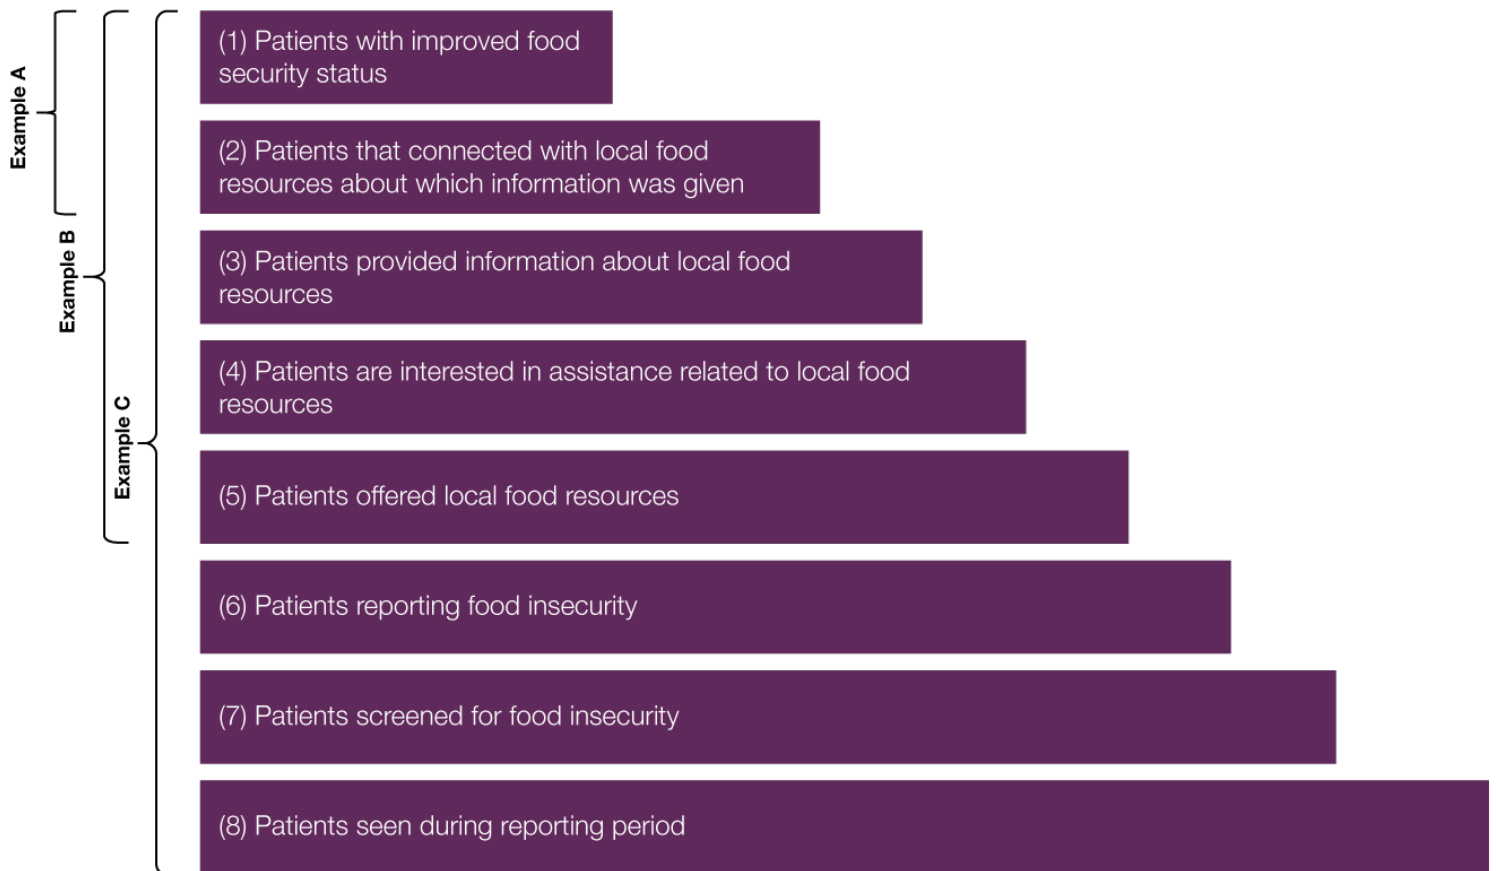 Example A
Example B
Example C
(1) Patients with improved food
security status
(2) Patients that connected with local food
resources about which information was given
(3) Patients provided information about local food
resources
(4) Patients are interested in assistance related to local food
resources
(5) Patients offered local food resources
(6) Patients reporting food insecurity
(7) Patients screened for food insecurity
(8) Patients seen during reporting period